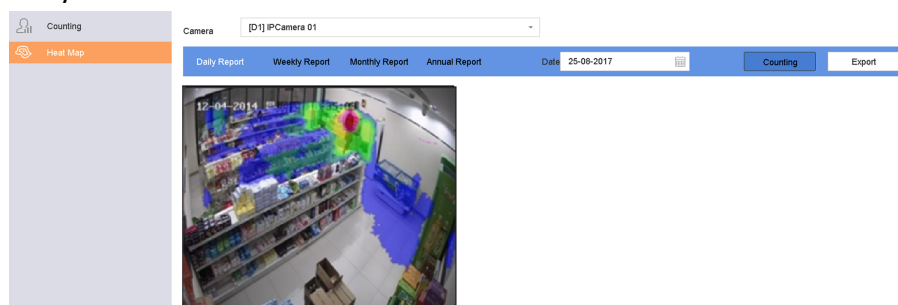 Counting
Camera [D1] IPCamera 01
Heat Map
Daily Report Weekly Report Monthly Report Annual Report Date 25-08-2017 Counting Export
12-04-2014